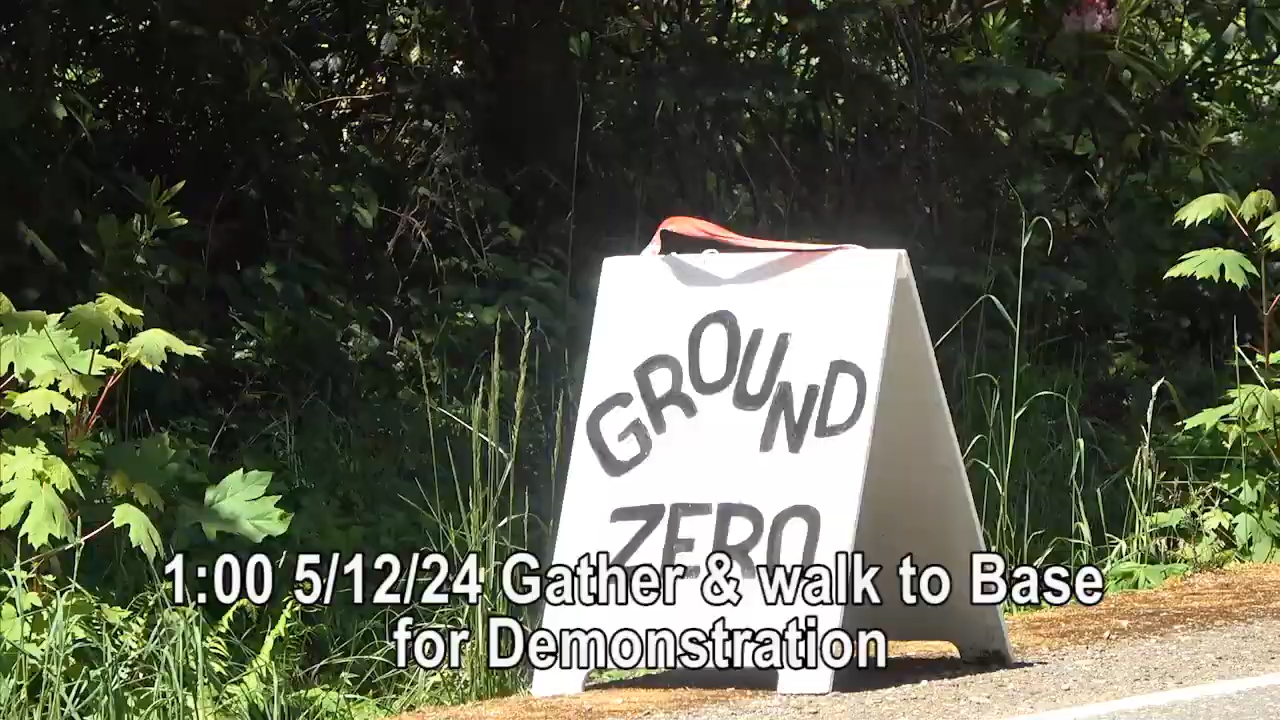 GROUND
ZERO
1:00 5/12/24 Gather & walk to Base
for Demonstration